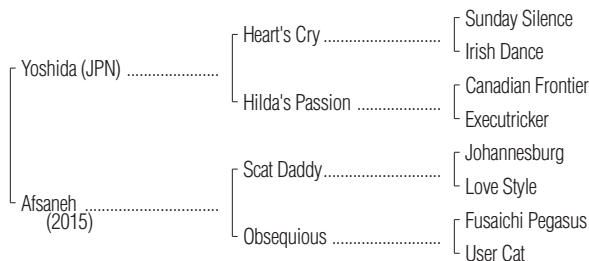 Sunday Silence
Heart's Cry
Irish Dance
Yoshida (JPN)
Canadian Frontier
Hilda's Passion
Executricker
Johannesburg
Scat Daddy
Love Style
Afsaneh
(2015)
Fusaichi Pegasus
Obsequious
User Cat